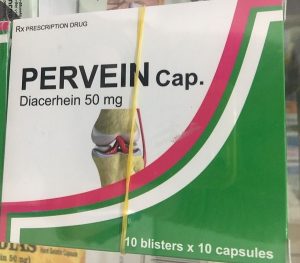 Rx PRESCRIPTION DRUG
PERVEIN Cap.
Diacerhein 50 mg
10 blisters x 10 capsules